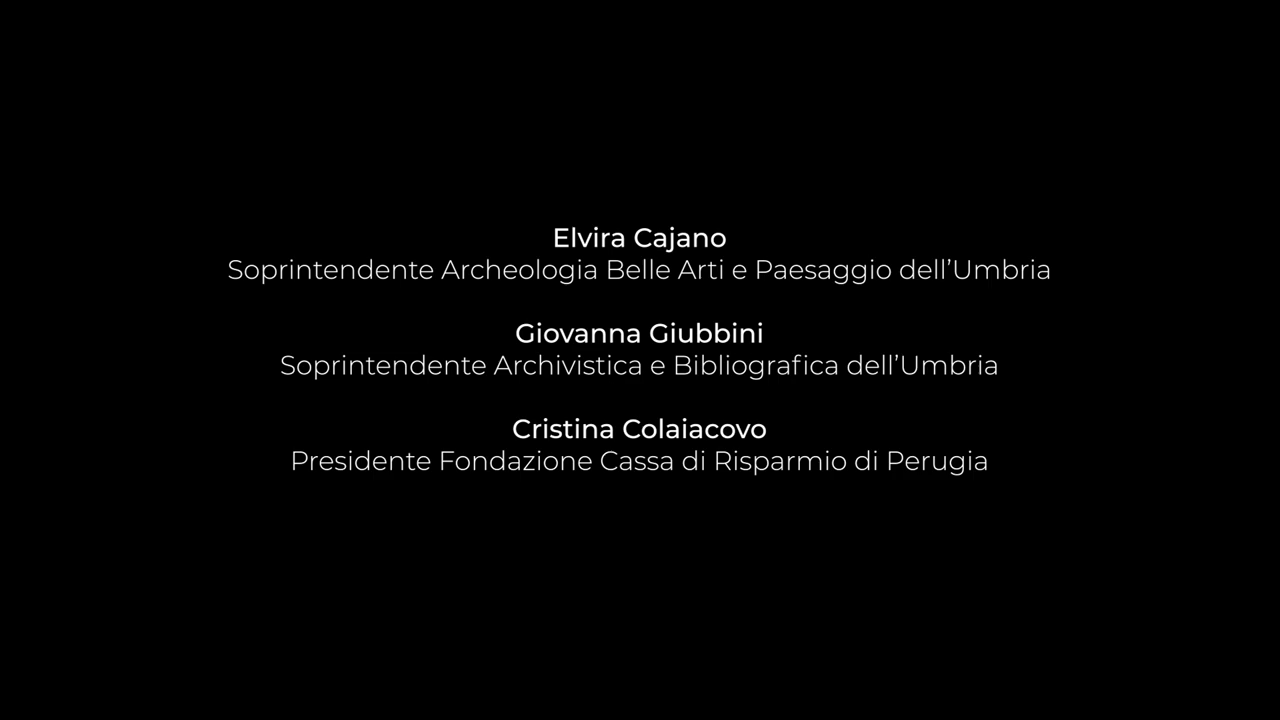 Elvira Cajano
Soprintendente Archeologia Belle Arti e Paesaggio dell’Umbria
Giovanna Giubbini
Soprintendente Archivistica e Bibliografica dell’Umbria
Cristina Colaiacovo
Presidente Fondazione Cassa di Risparmio di Perugia